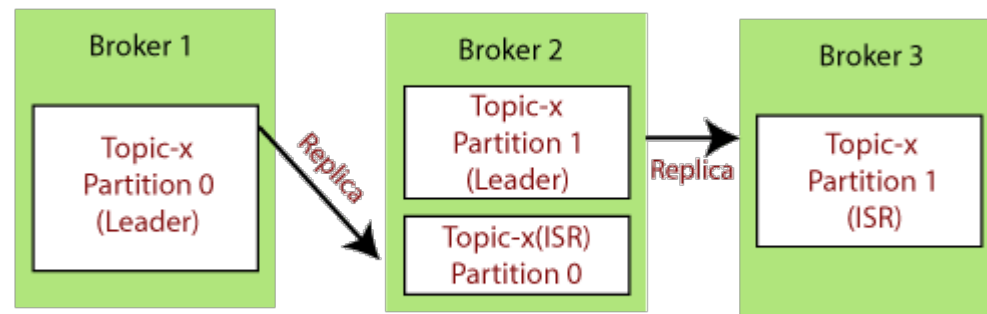 Broker 1
Topic-x
Partition 0
(Leader)
Replica
Broker 2
Topic-x
Partition 1
(Leader)
Topic-x(ISR)
Partition 0
Replica
Broker 3
Topic-x
Partition 1
(ISR)